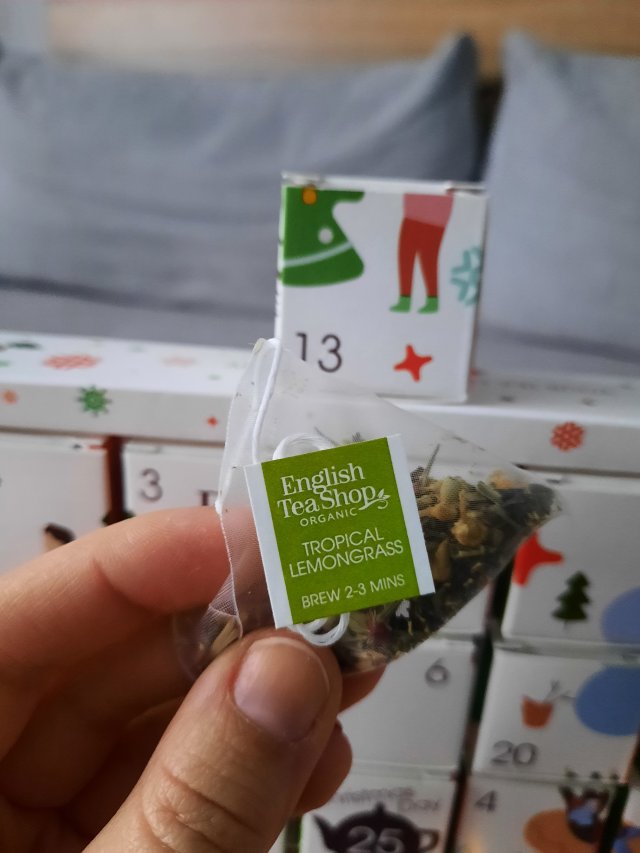 13
3
English
Tea Shop
ORGANIC
TROPICAL
LEMONGRASS
BREW 2-3 MINS
6
20
4
25